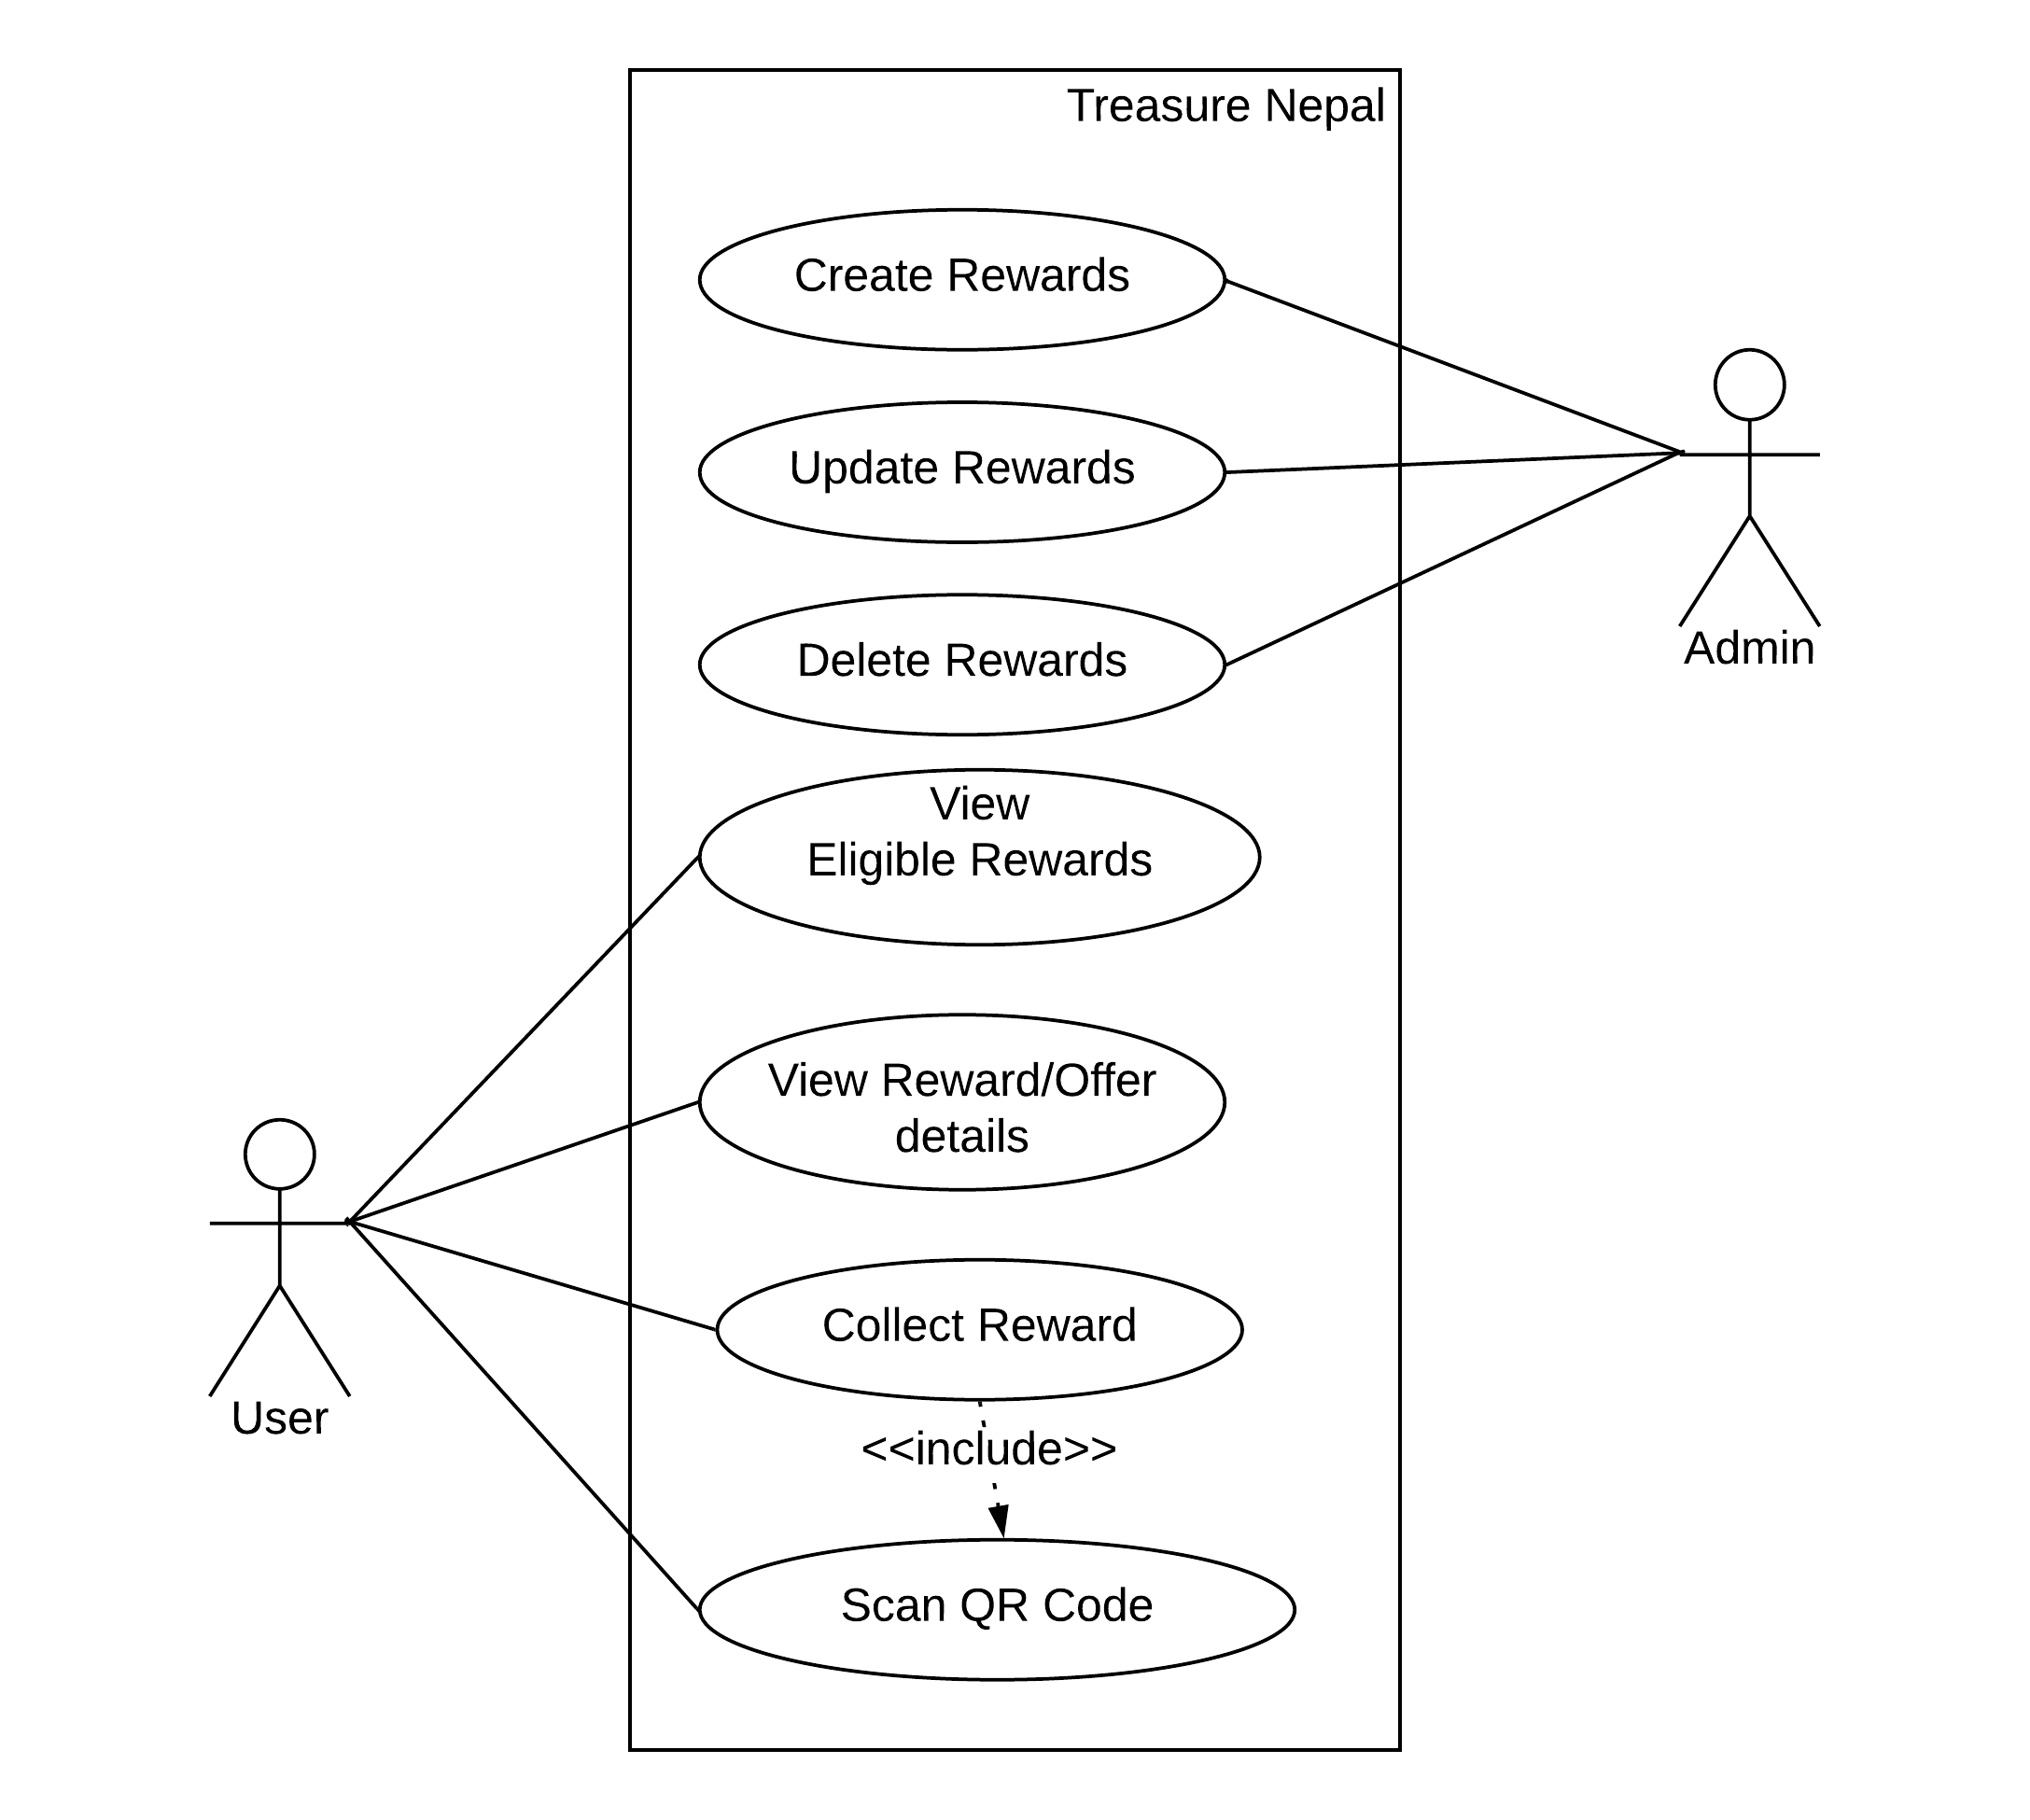 Treasure Nepal
Create Rewards
Update Rewards
Delete Rewards
Admin
View
Eligible Rewards
View Reward/Offer
details
Collect Reward
User
<<include>>
Scan QR Code